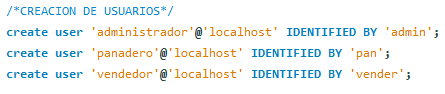 /*CREACION DE USUARIOS*/
create user 'administrador'@'localhost' IDENTIFIED BY 'admin';
create user 'panadero'@'localhost' IDENTIFIED BY 'pan';
create user 'vendedor'@'localhost' IDENTIFIED BY 'vender';